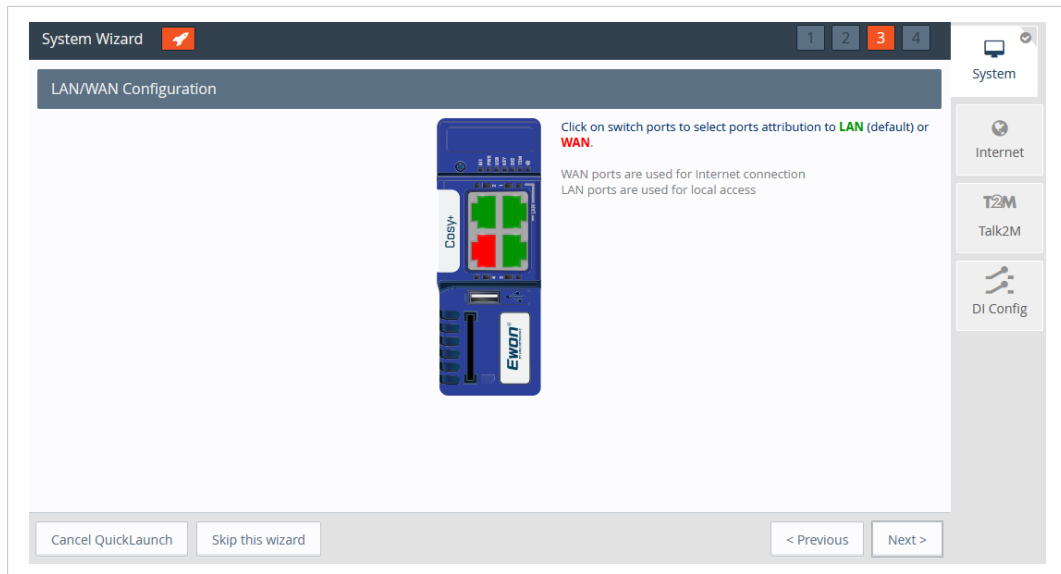 System Wizard
1 2 3 4
System
LAN/WAN Configuration
Click on switch ports to select ports attribution to LAN (default) or
WAN.
WAN ports are used for Internet connection
LAN ports are used for local access
Cosy+
LAN
Ewon®
Internet
T2M
Talk2M
DI Config
Cancel QuickLaunch
Skip this wizard
< Previous
Next >